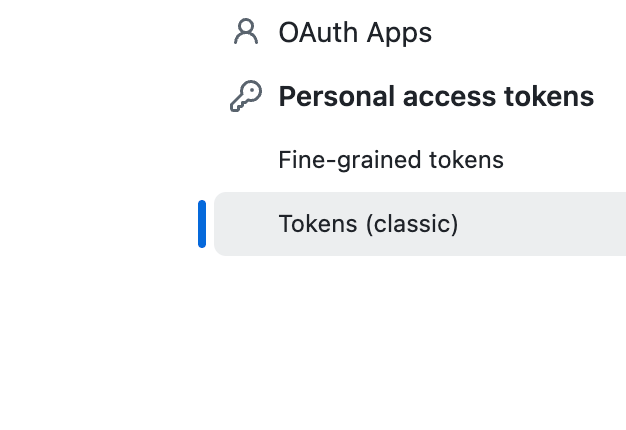 OAuth Apps
Personal access tokens
Fine-grained tokens
Tokens (classic)